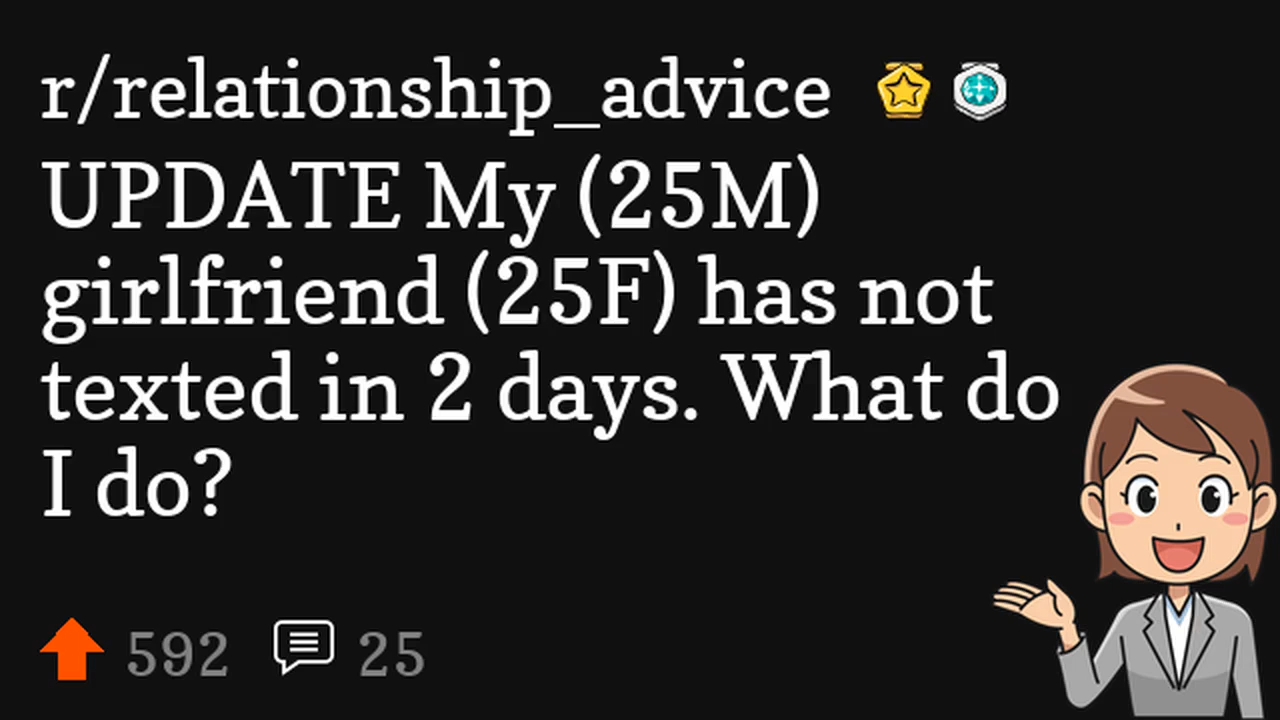 r/relationship_advice
UPDATE My (25M)
girlfriend (25F) has not
texted in 2 days. What do
I do?
592 25